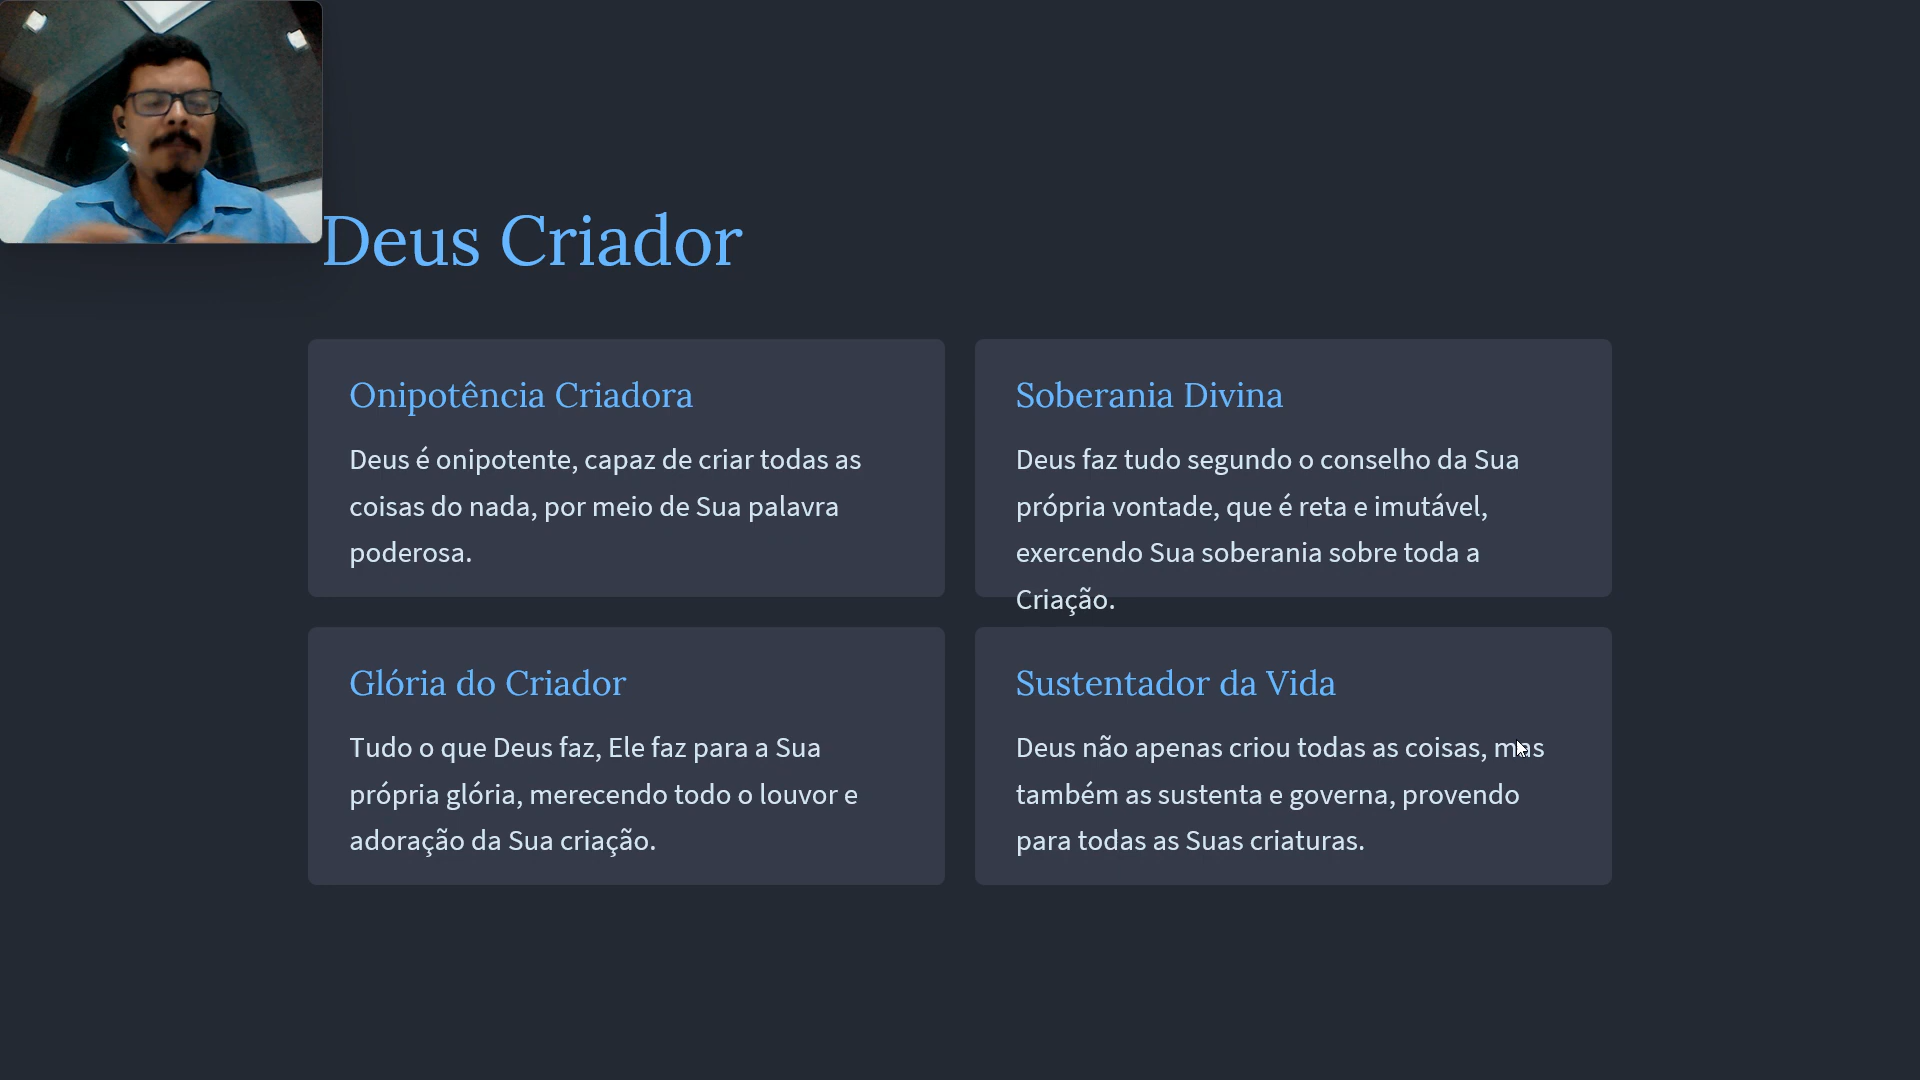 Deus Criador
Onipotência Criadora
Deus é onipotente, capaz de criar todas as
coisas do nada, por meio de Sua palavra
poderosa.
Soberania Divina
Deus faz tudo segundo o conselho da Sua
própria vontade, que é reta e imutável,
exercendo Sua soberania sobre toda a
Criação.
Glória do Criador
Tudo o que Deus faz, Ele faz para a Sua
própria glória, merecendo todo o louvor e
adoração da Sua criação.
Sustentador da Vida
Deus não apenas criou todas as coisas, mas
também as sustenta e governa, provendo
para todas as Suas criaturas.